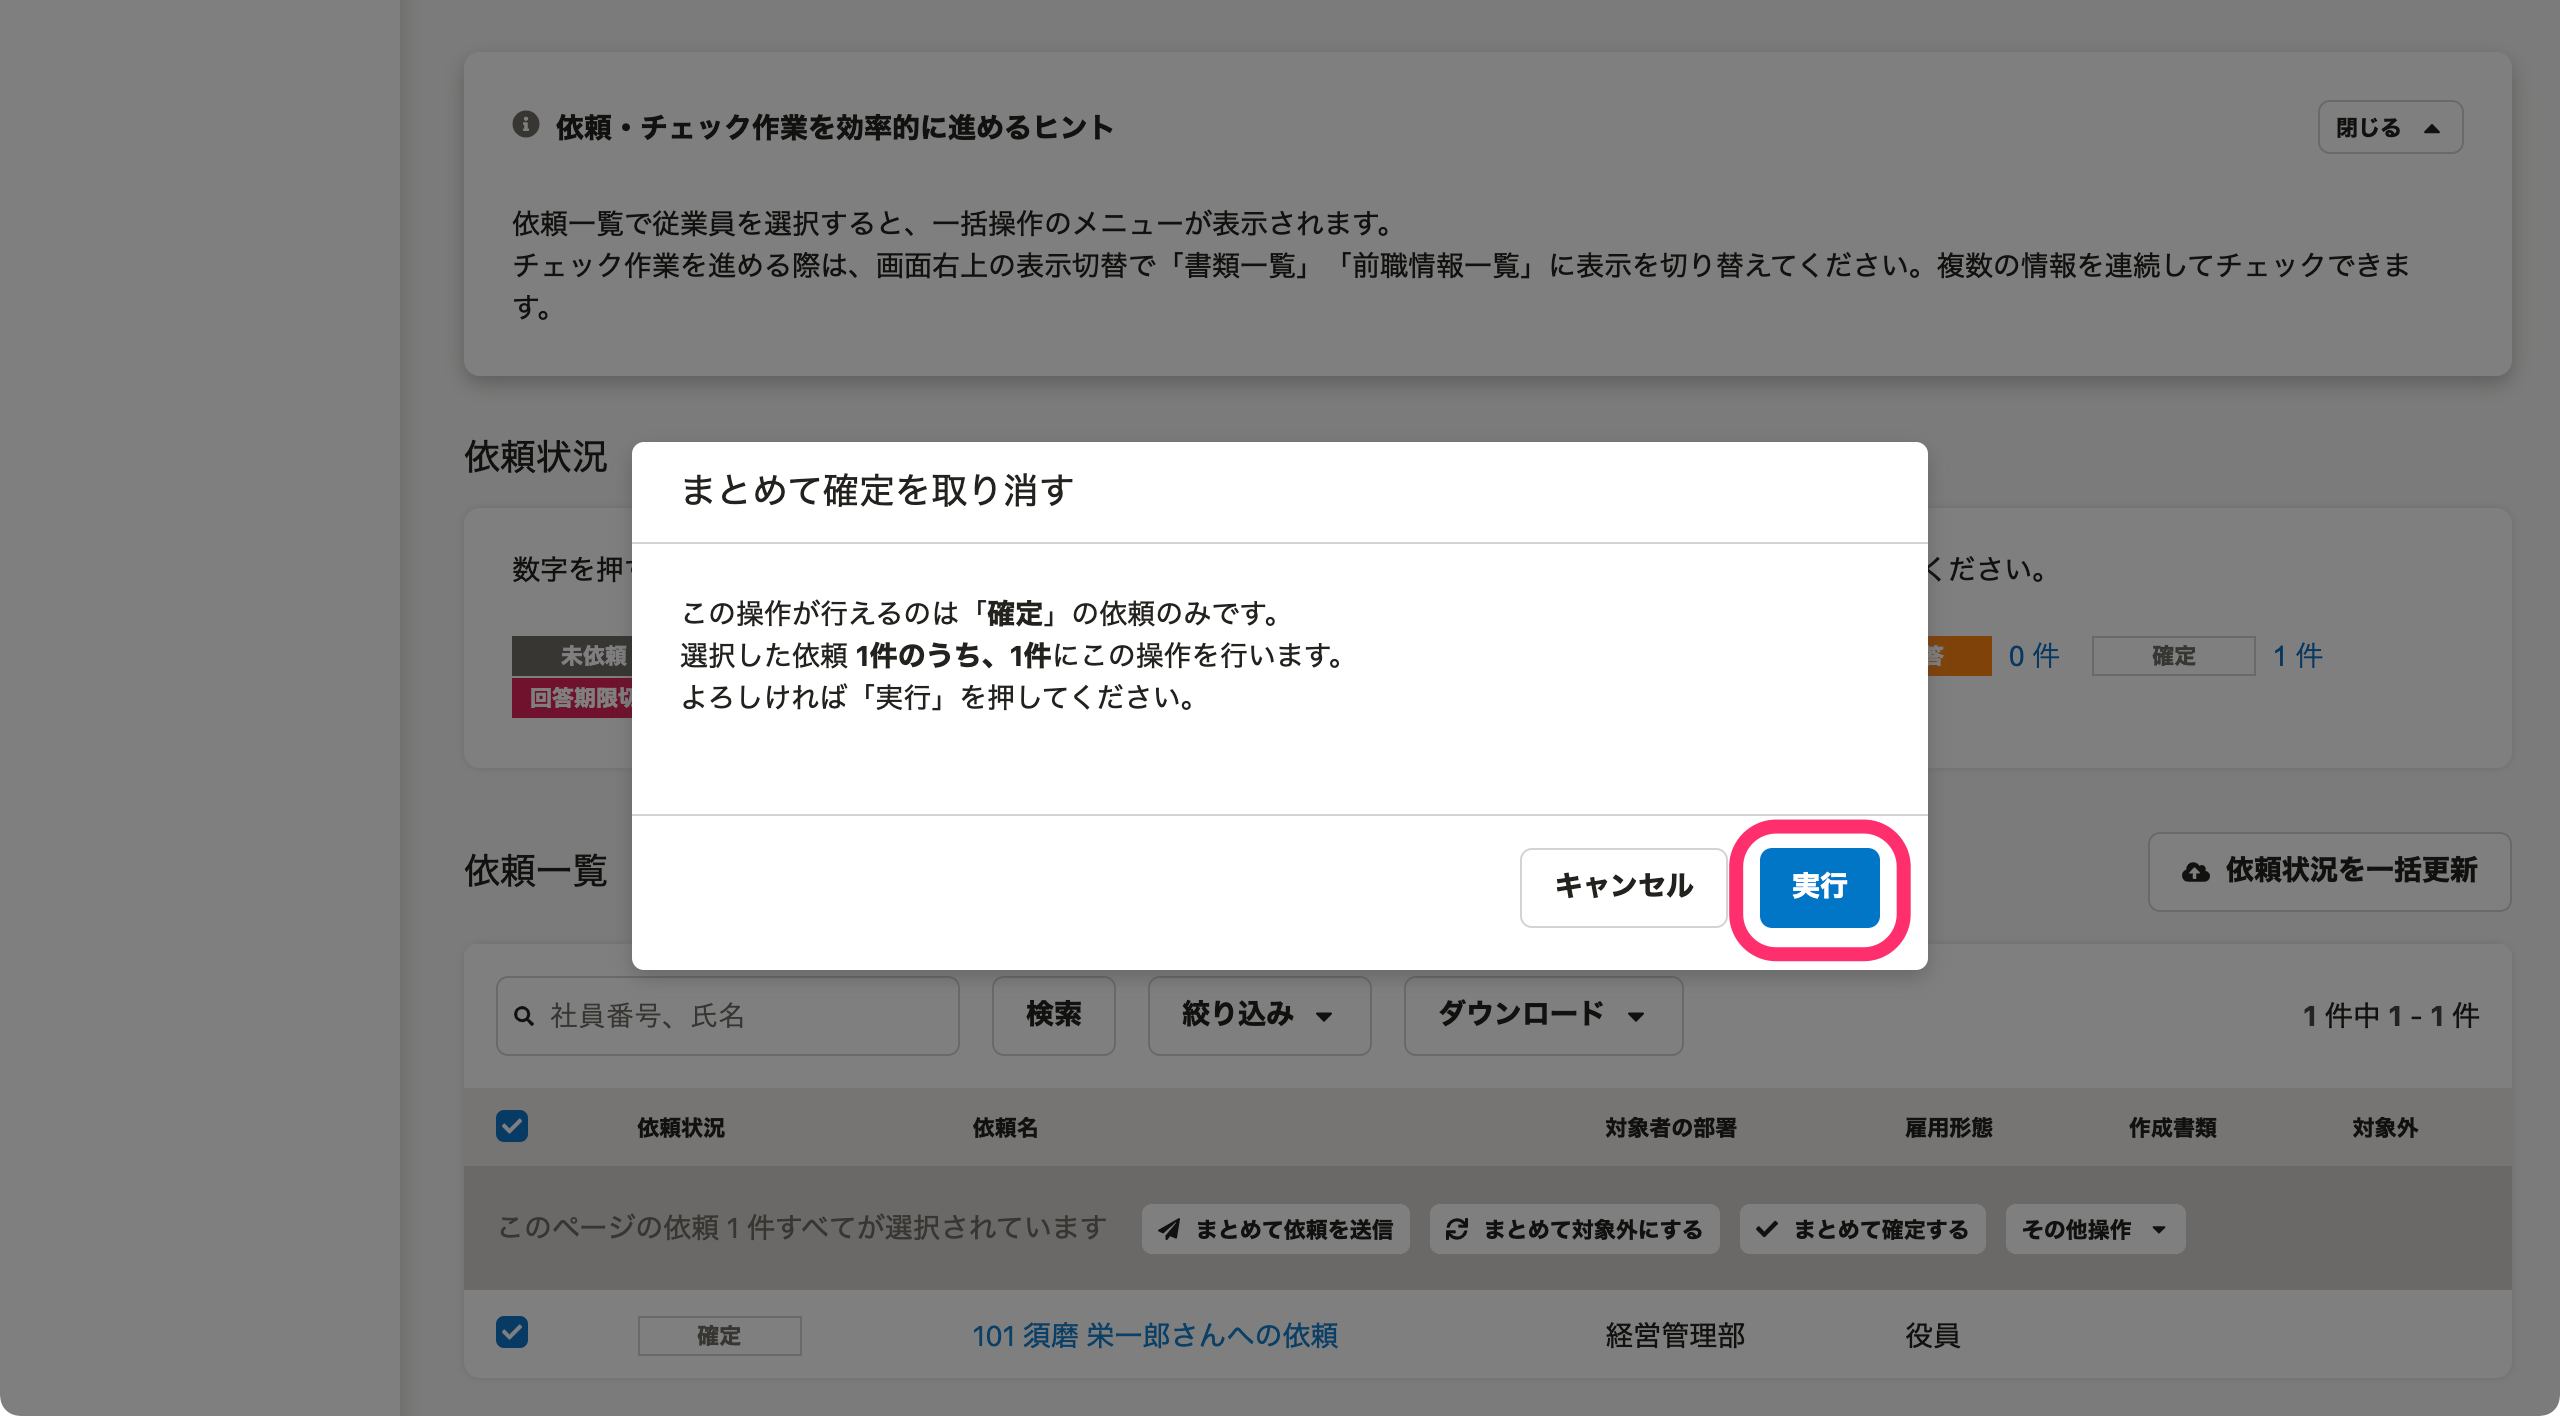 依頼・チェック作業を効率的に進めるヒント
閉じる
依頼一覧で従業員を選択すると、一括操作のメニューが表示されます。
チェック作業を進める際は、画面右上の表示切替で「書類一覧」「前職情報一覧」に表示を切り替えてください。複数の情報を連続してチェックできま
す。
依頼状況
まとめて確定を取り消す
数字を押
ください。
この操作が行えるのは「確定」の依頼のみです。
選択した依頼 1件のうち、1件にこの操作を行います。
よろしければ「実行」を押してください。
未依頼
答 0 件 確定 1 件
回答期限切
キャンセル 実行
依頼一覧
依頼状況を一括更新
社員番号、氏名 検索 絞り込み ダウンロード 1 件中 1 - 1 件
依頼状況 依頼名 対象者の部署 雇用形態 作成書類 対象外
このページの依頼 1 件すべてが選択されています まとめて依頼を送信 まとめて対象外にする まとめて確定する その他操作
確定 101 須磨 栄一郎さんへの依頼 経営管理部 役員